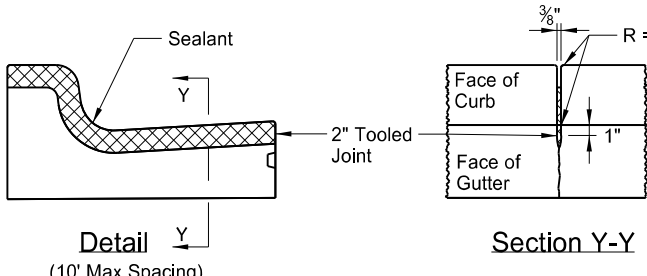 Sealant
Y
2" Tooled
Joint
Y
Detail
(10' Max Spacing)
3/8"
R =
Face of
Curb
1"
Face of
Gutter
Section Y-Y